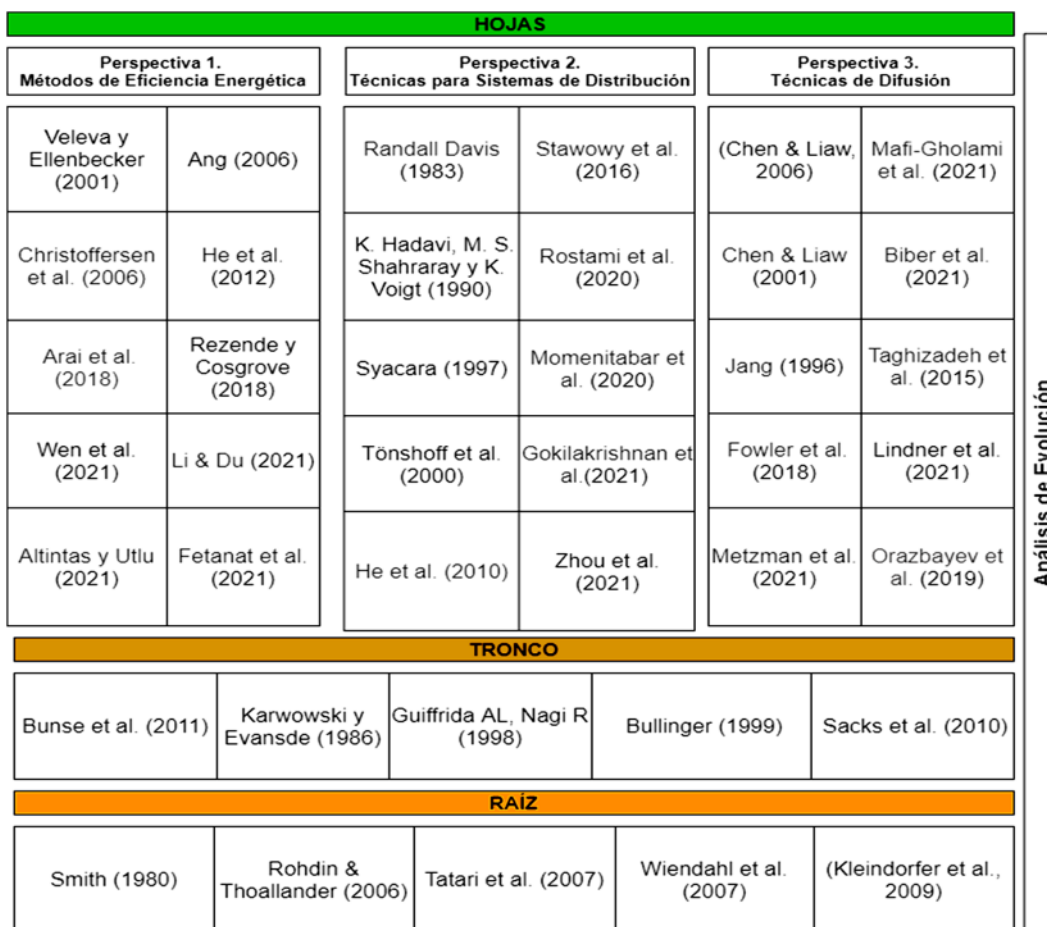 HOJAS
Perspectiva 1.
Métodos de Eficiencia Energética
Perspectiva 2.
Técnicas para Sistemas de Distribución
Perspectiva 3.
Técnicas de Difusión
Veleva y
Ellenbecker
(2001)
Ang (2006)
Christoffersen
et al. (2006)
He et al.
(2012)
Arai et al.
(2018)
Rezende y
Cosgrove
(2018)
Wen et al.
(2021)
Li & Du (2021)
Altintas y Utlu
(2021)
Fetanat et al.
(2021)
Randall Davis
(1983)
Stawowy et al.
(2016)
K. Hadavi, M. S.
Shahraray y K.
Voigt (1990)
Rostami et al.
(2020)
Syacara (1997)
Momenitabar et
al. (2020)
Tönshoff et al.
(2000)
Gokilakrishnan et
al.(2021)
He et al. (2010)
Zhou et al.
(2021)
(Chen & Liaw,
2006)
Mafi-Gholami
et al. (2021)
Chen & Liaw
(2001)
Biber et al.
(2021)
Jang (1996)
Taghizadeh et
al. (2015)
Fowler et al.
(2018)
Lindner et al.
(2021)
Metzman et al.
(2021)
Orazbayev et
al. (2019)
TRONCO
Bunse et al. (2011)
Karwowski y
Evansde (1986)
Guiffrida AL, Nagi R
(1998)
Bullinger (1999)
Sacks et al. (2010)
RAÍZ
Smith (1980)
Rohdin &
Thoallander (2006)
Tatari et al. (2007)
Wiendahl et al.
(2007)
(Kleindorfer et al.,
2009)
Análisis de Evolución